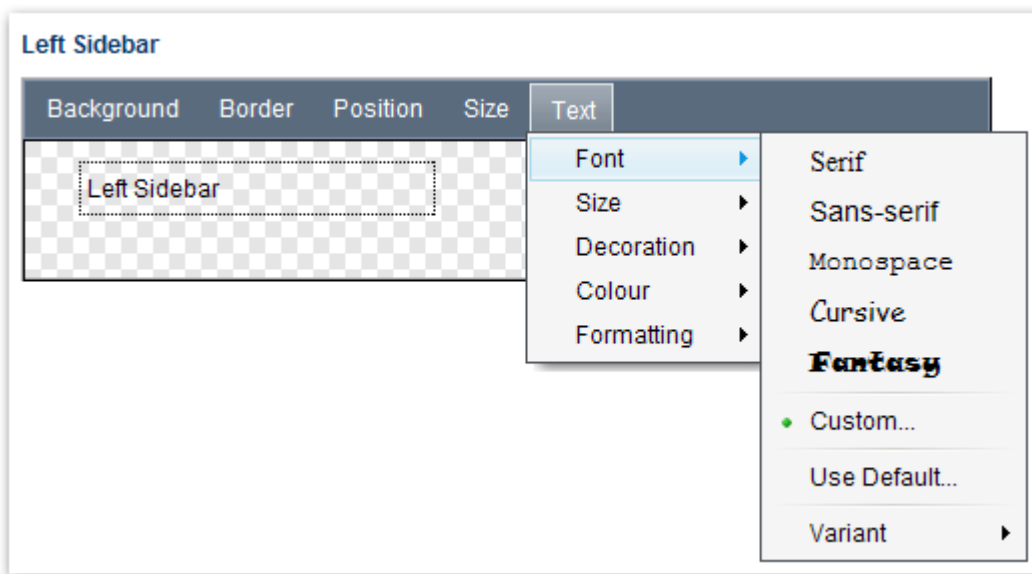 Left Sidebar
Background Border Position Size Text
Left Sidebar
Font
Size
Decoration
Colour
Formatting
Serif
Sans-serif
Monospace
Cursive
Fantasy
Custom...
Use Default...
Variant